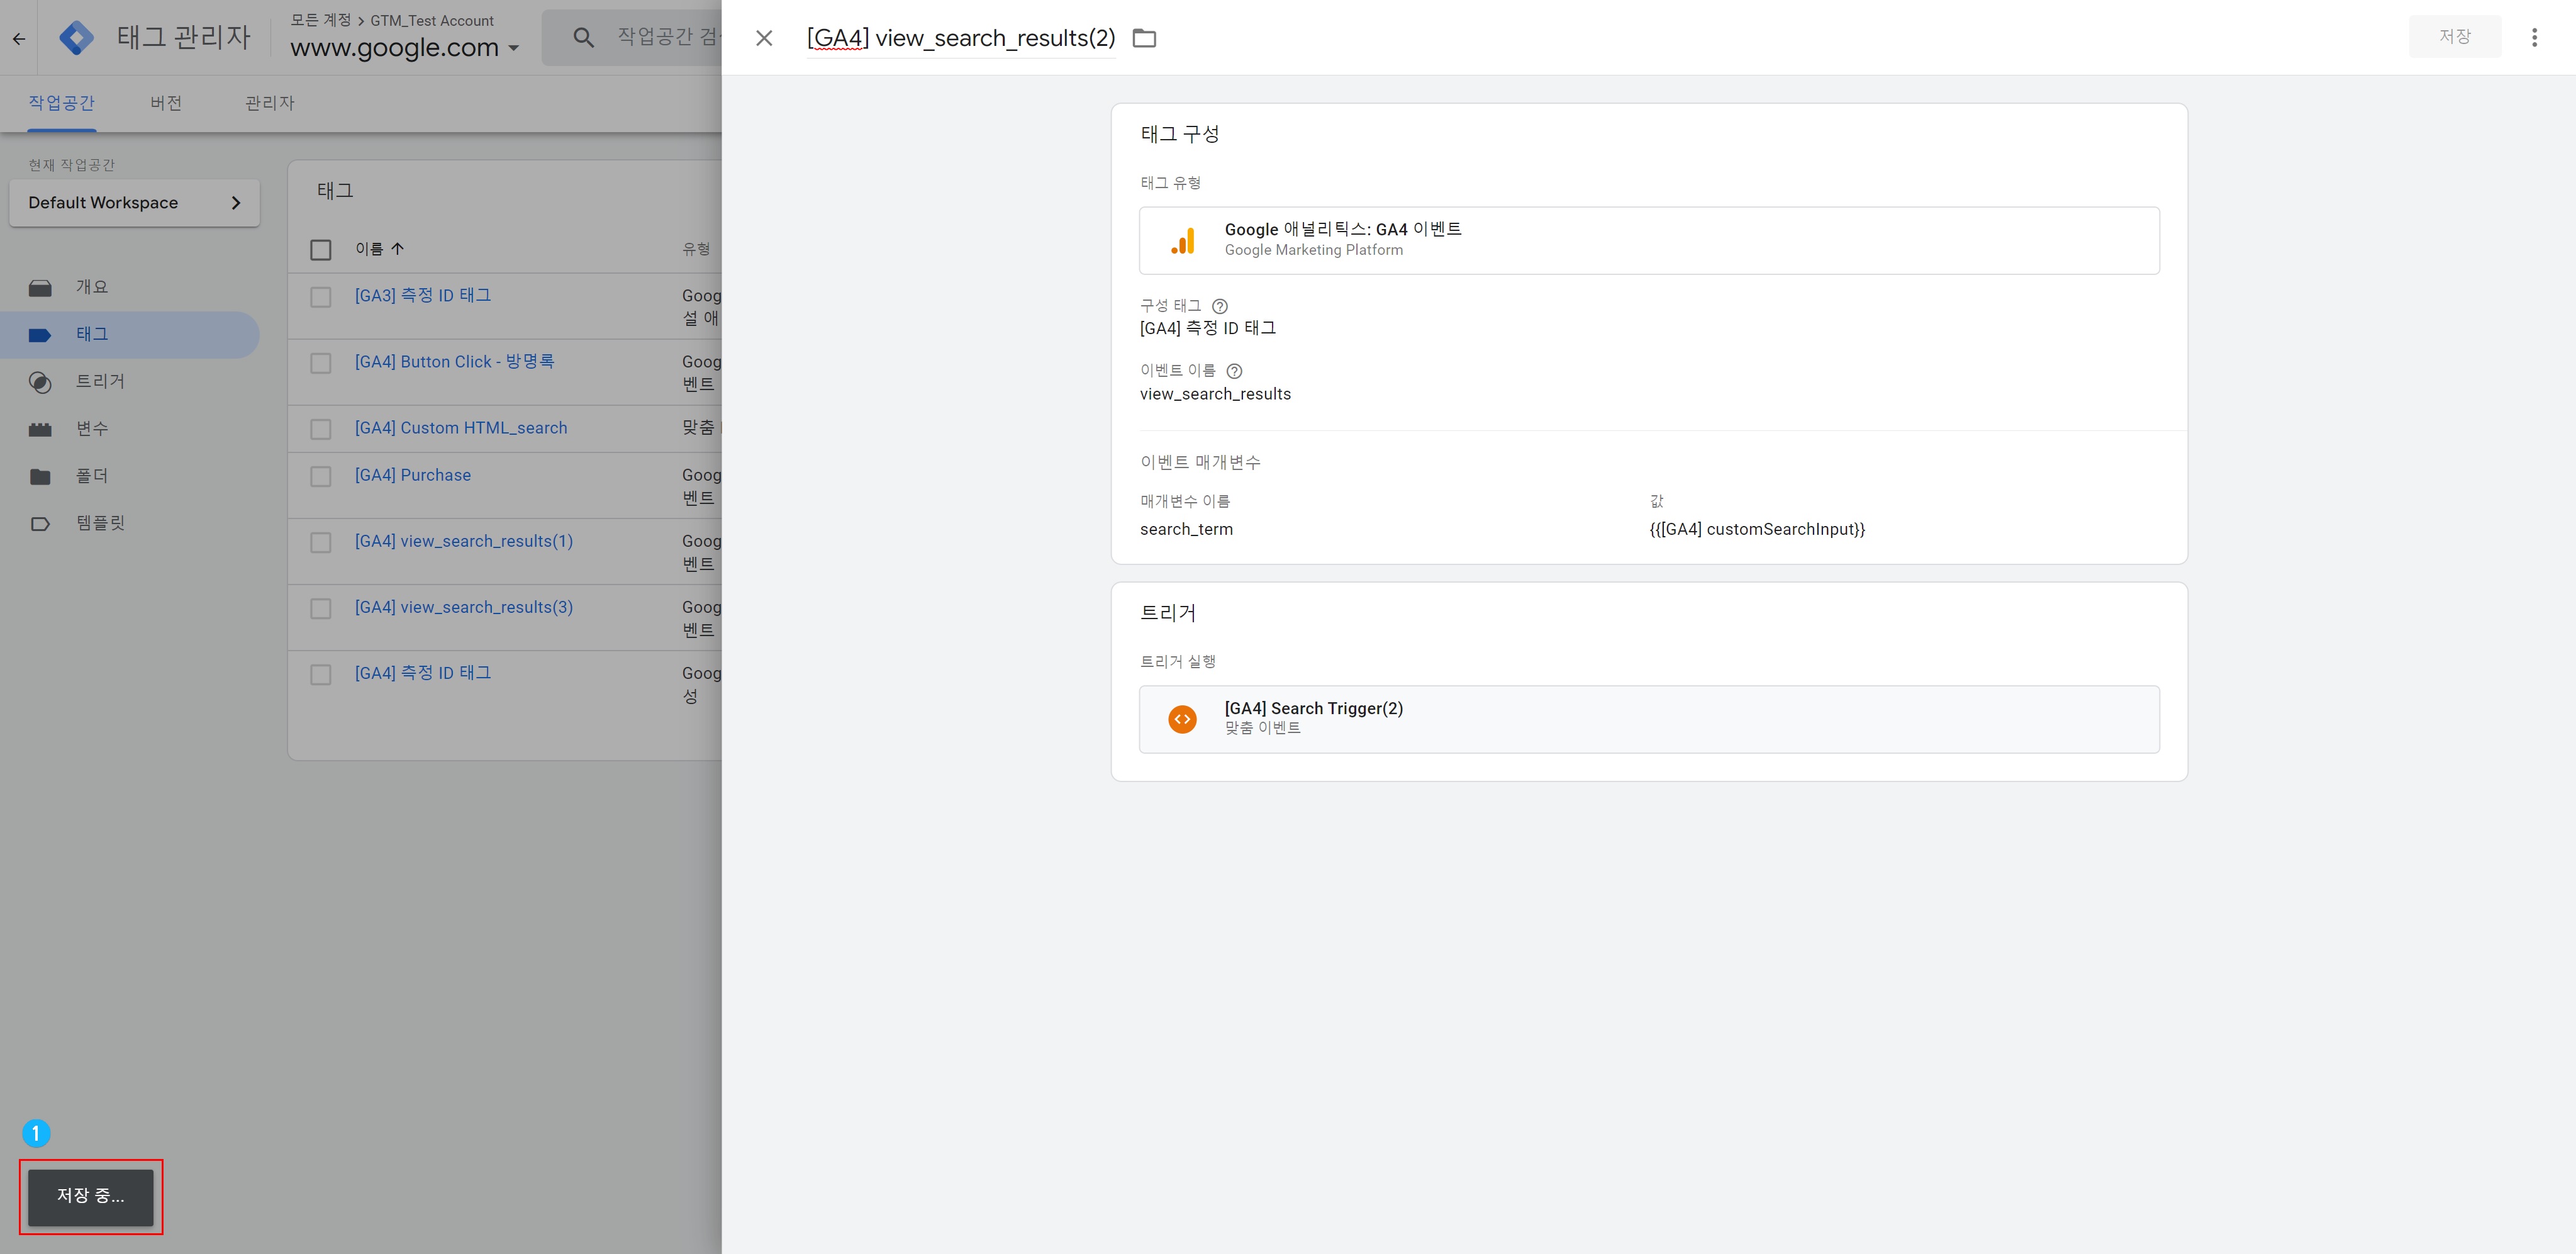 태그 관리자
모든 계정 > GTM_Test Account
www.google.com
작업공간 검
작업공간
버전
관리자
현재 작업공간
Default Workspace
개요
태그
트리거
변수
폴더
템플릿
태그
이름
유형
[GA3] 측정 ID 태그
Goog
설 애
[GA4] Button Click - 방명록
Goog
벤트
[GA4] Custom HTML_search
맞춤
[GA4] Purchase
Goog
벤트
[GA4] view_search_results(1)
Goog
벤트
[GA4] view_search_results(3)
Goog
벤트
[GA4] 측정 ID 태그
Goog
성
1
저장 중...
[GA4] view_search_results(2)
저장
태그 구성
태그 유형
Google 애널리틱스: GA4 이벤트
Google Marketing Platform
구성 태그
[GA4] 측정 ID 태그
이벤트 이름
view_search_results
이벤트 매개변수
매개변수 이름 값
search_term {{[GA4] customSearchInput}}
트리거
트리거 실행
[GA4] Search Trigger(2)
맞춤 이벤트